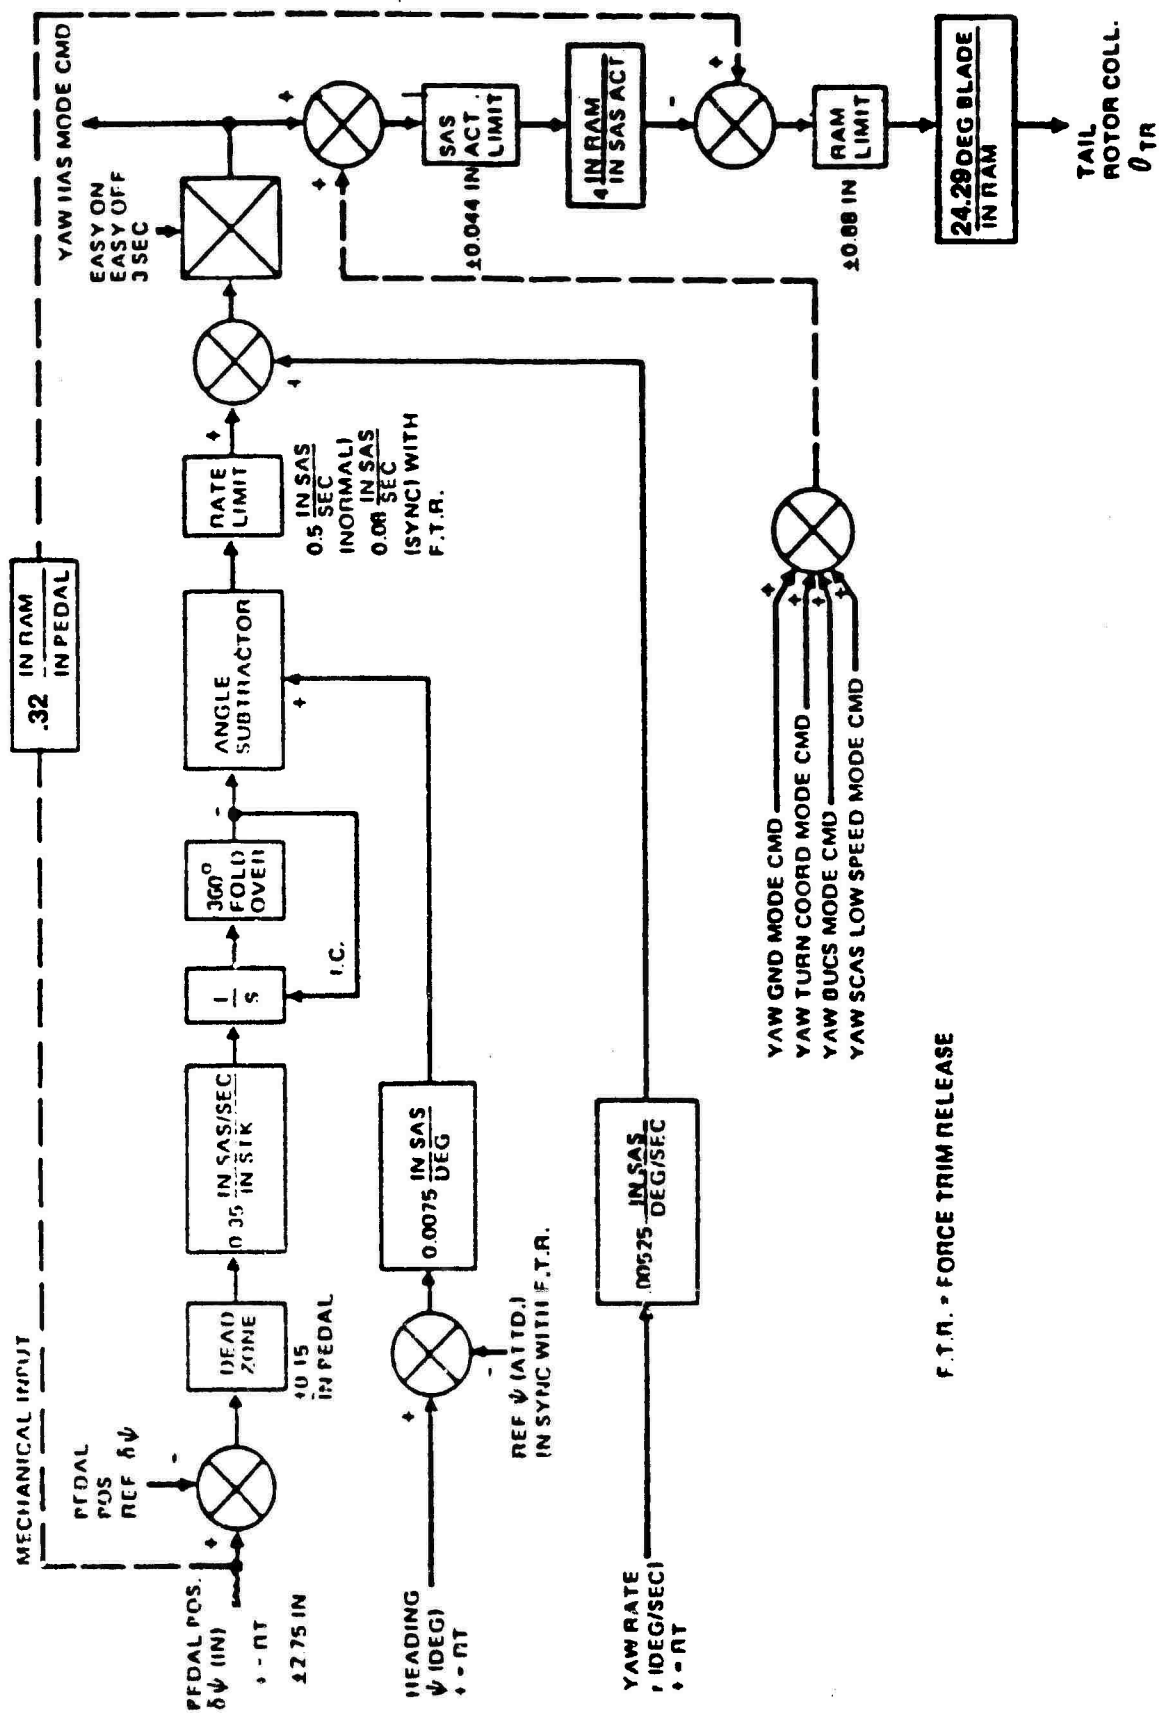 MECHANICAL INPUT
.32 IN RAM
IN PEDAL
YAW HAS MODE CMD
PEDAL
POS
REF δψ
PEDAL POS.
δψ (IN)
+ = RT
±2.75 IN
+
-
DEAD
ZONE
IN PEDAL
0.35 IN SAS/SEC
IN STK
1
S
360°
FOLD
OVER
I.C.
-
ANGLE
SUBTRACTOR
+
RATE
LIMIT
0.5 IN SAS
SEC
(NORMAL)
0.08 IN SAS
SEC
(SYNC) WITH
F.T.R.
+
+
EASY ON
EASY OFF
3 SEC
HEADING
ψ (DEG)
+ = RT
+
-
REF ψ (ATTD.)
IN SYNC WITH F.T.R.
0.0075 IN SAS
DEG
YAW RATE
r (DEG/SEC)
+ = RT
.00525 IN SAS
DEG/SEC
+
+
SAS
ACT.
LIMIT
±0.044 IN
4 IN RAM
IN SAS ACT.
-
+
RAM
LIMIT
24.29 DEG BLADE
IN RAM
TAIL
ROTOR COLL.
θ TR
YAW GND MODE CMD
YAW TURN COORD MODE CMD
YAW BUCS MODE CMD
YAW SCAS LOW SPEED MODE CMD
+
+
+
+
F.T.R. = FORCE TRIM RELEASE